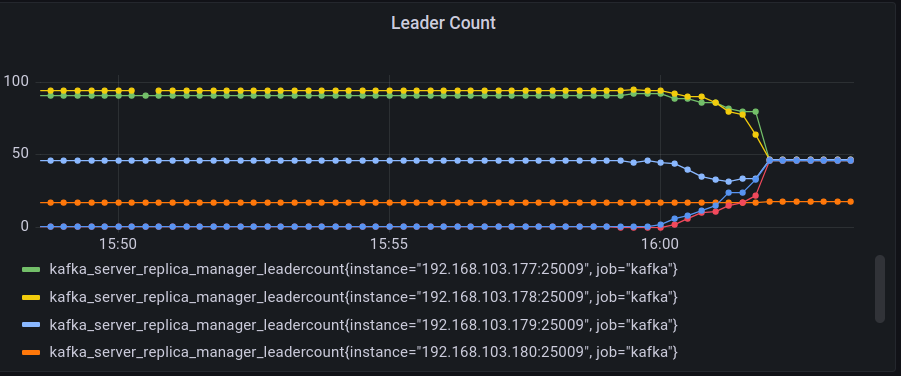 Leader Count
100
50
0
15:50 15:55 16:00
kafka_server_replica_manager_leadercount{instance="192.168.103.177:25009", job="kafka"}
kafka_server_replica_manager_leadercount{instance="192.168.103.178:25009", job="kafka"}
kafka_server_replica_manager_leadercount{instance="192.168.103.179:25009", job="kafka"}
kafka_server_replica_manager_leadercount{instance="192.168.103.180:25009", job="kafka"}